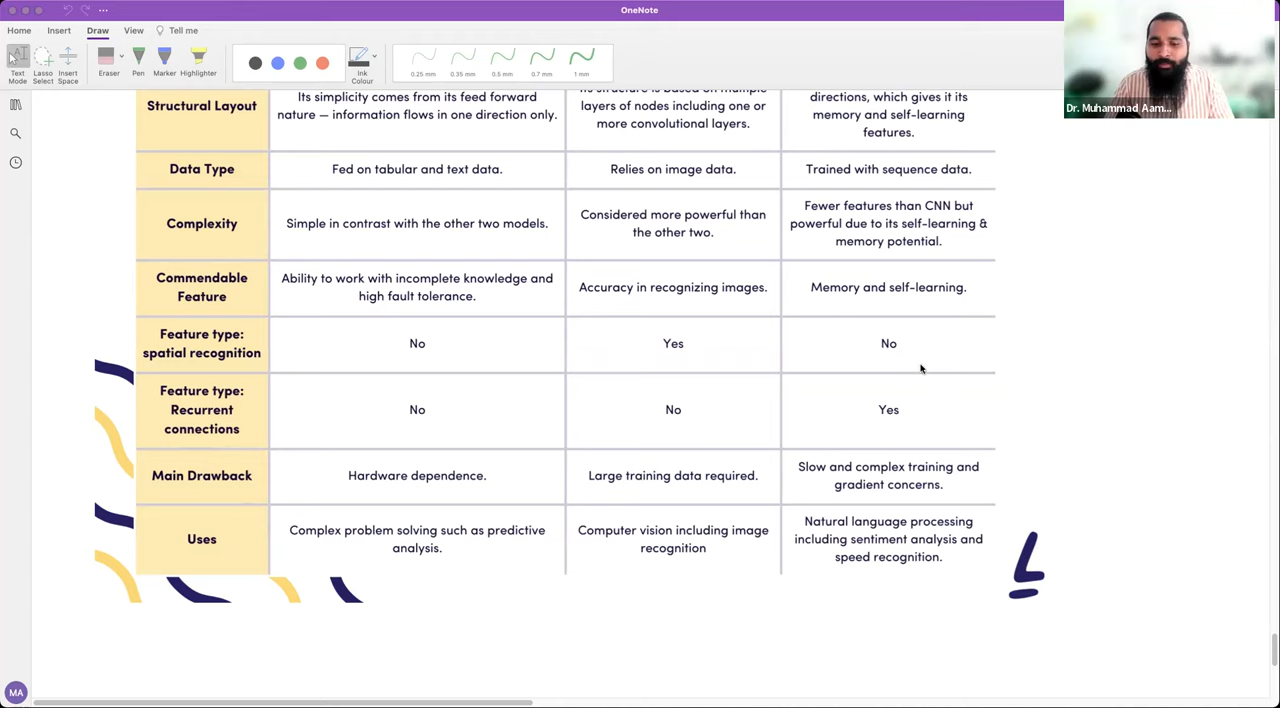 OneNote
Home
Insert
Draw
View
Tell me
Text
Mode
Lasso
Select
Insert
Space
Eraser
Pen
Marker
Highlighter
Ink
Colour
0.25 mm
0.35 mm
0.5 mm
0.7 mm
1 mm
Dr. Muhammad Aam...
Structural Layout
Its simplicity comes from its feed forward
nature — information flows in one direction only.
Its structure is based on multiple
layers of nodes including one or
more convolutional layers.
directions, which gives it its
memory and self-learning
features.
Data Type
Fed on tabular and text data.
Relies on image data.
Trained with sequence data.
Complexity
Simple in contrast with the other two models.
Considered more powerful than
the other two.
Fewer features than CNN but
powerful due to its self-learning &
memory potential.
Commendable
Feature
Ability to work with incomplete knowledge and
high fault tolerance.
Accuracy in recognizing images.
Memory and self-learning.
Feature type:
spatial recognition
No
Yes
No
Feature type:
Recurrent
connections
No
No
Yes
Main Drawback
Hardware dependence.
Large training data required.
Slow and complex training and
gradient concerns.
Uses
Complex problem solving such as predictive
analysis.
Computer vision including image
recognition
Natural language processing
including sentiment analysis and
speed recognition.
L
MA